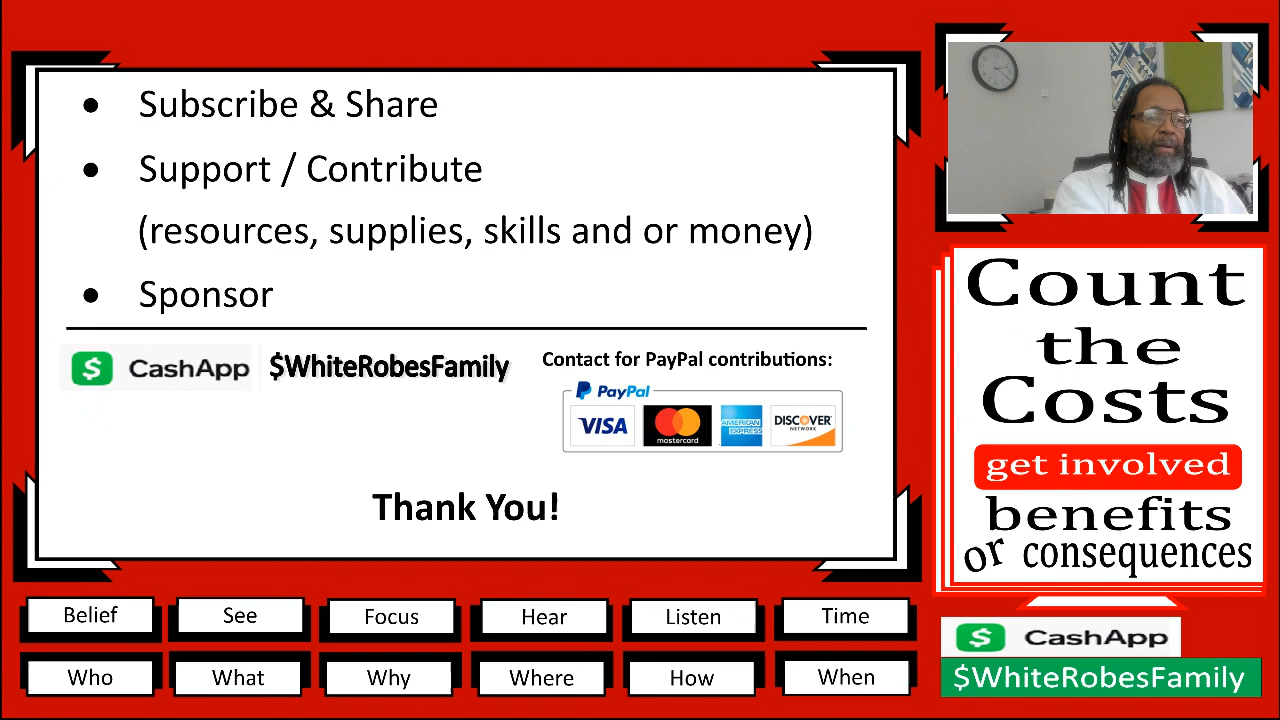 • Subscribe & Share
• Support / Contribute
(resources, supplies, skills and or money)
• Sponsor
CashApp
$WhiteRobesFamily
Contact for PayPal contributions:
PayPal
VISA
mastercard
AMERICAN EXPRESS
DISCOVER
NETWORK
Thank You!
Count
the
Costs
get involved
benefits
or consequences
CashApp
$WhiteRobesFamily
Belief
See
Focus
Hear
Listen
Time
Who
What
Why
Where
How
When